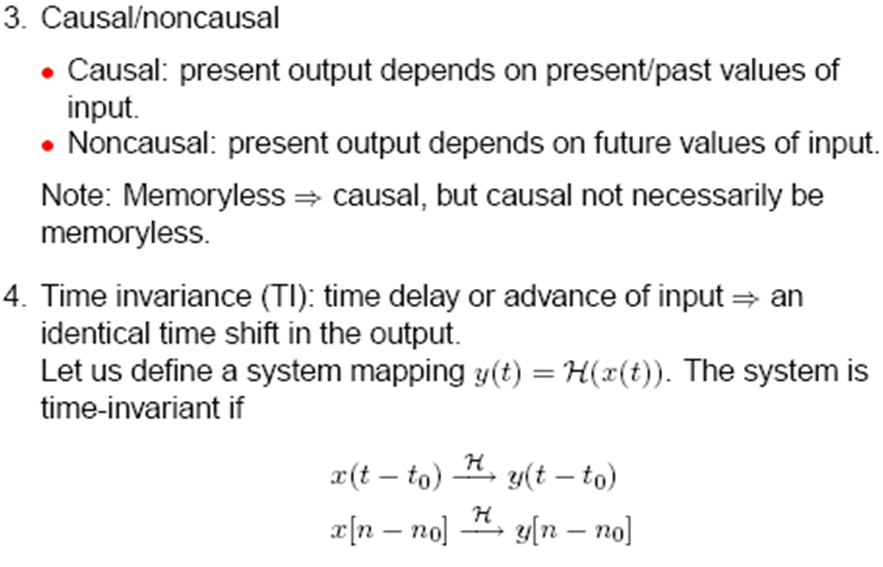 3. Causal/noncausal
• Causal: present output depends on present/past values of
input.
• Noncausal: present output depends on future values of input.
Note: Memoryless ⇒ causal, but causal not necessarily be
memoryless.
4. Time invariance (TI): time delay or advance of input ⇒ an
identical time shift in the output.
Let us define a system mapping y(t) = ℋ(x(t)). The system is
time-invariant if
x(t − t₀) —ℋ→ y(t − t₀)
x[n − n₀] —ℋ→ y[n − n₀]